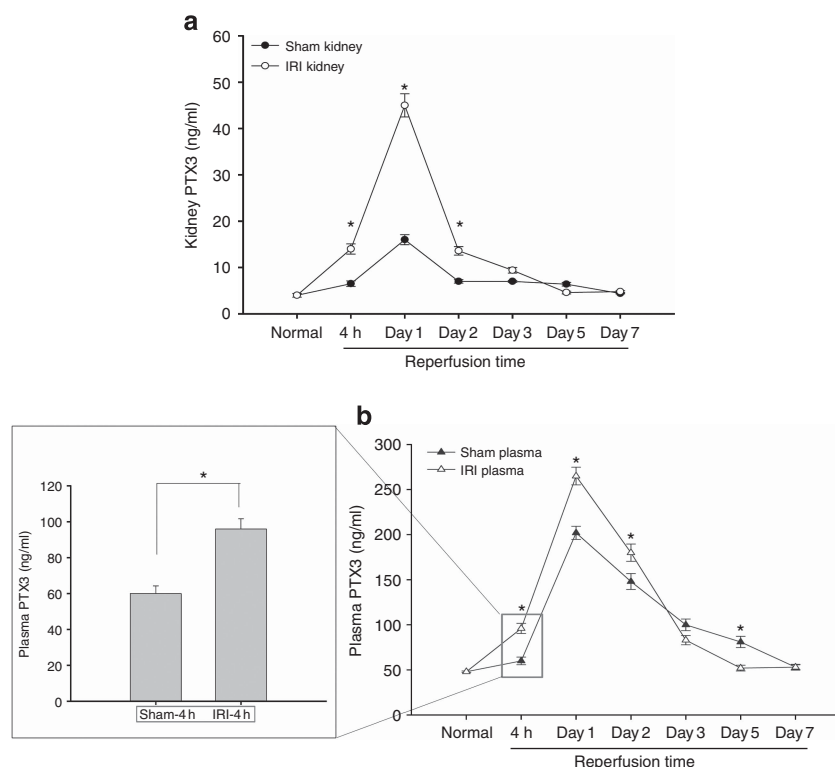 a
60
50
40
30
20
10
0
Kidney PTX3 (ng/ml)
Sham kidney
IRI kidney
*
*
*
Normal 4 h Day 1 Day 2 Day 3 Day 5 Day 7
Reperfusion time
120
100
80
60
40
20
0
Plasma PTX3 (ng/ml)
*
Sham-4 h IRI-4 h
b
300
250
200
150
100
50
0
Plasma PTX3 (ng/ml)
Sham plasma
IRI plasma
*
*
*
*
Normal 4 h Day 1 Day 2 Day 3 Day 5 Day 7
Reperfusion time